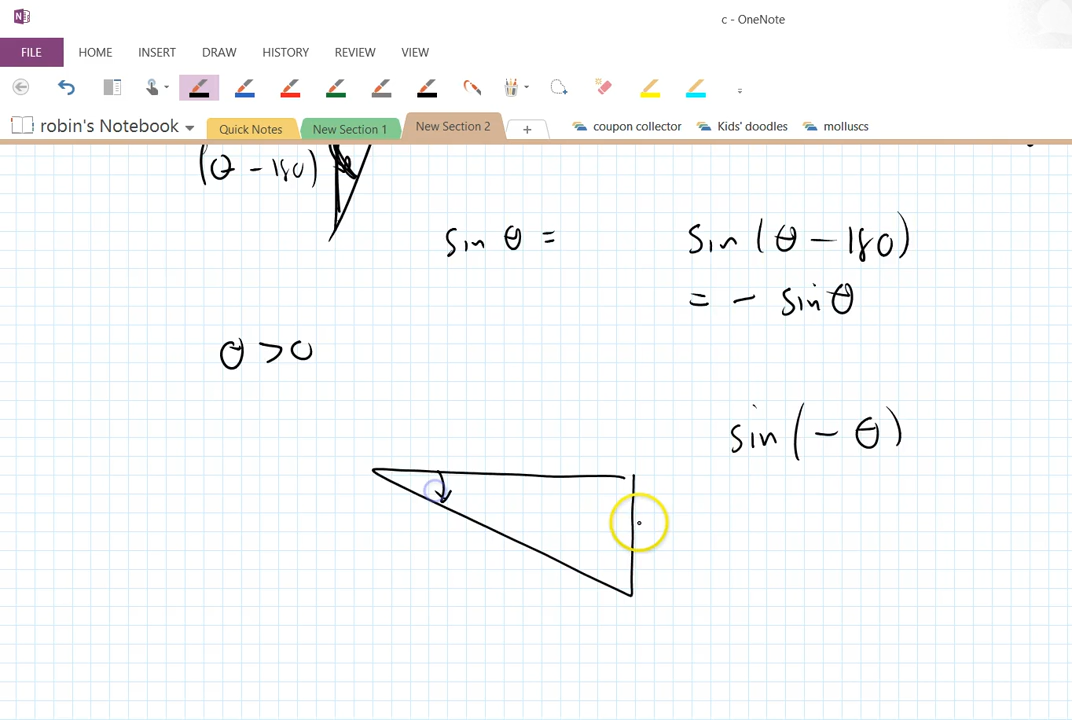 c - OneNote
FILE HOME INSERT DRAW HISTORY REVIEW VIEW
robin's Notebook Quick Notes New Section 1 New Section 2 + coupon collector Kids' doodles molluscs
(θ - 180)
sin θ = sin(θ - 180)
= - sin θ
θ > 0
sin(- θ)